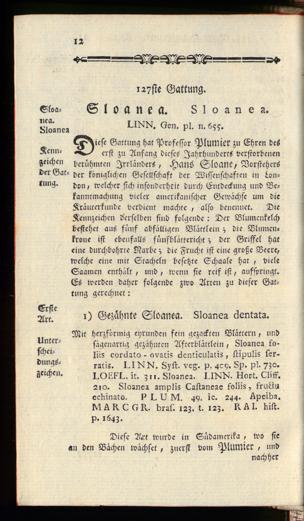 12
127ste Gattung.
Sloa-
nea.
Sloanea
Sloanea. Sloanea.
LINN. Gen. pl. n. 655.
Kenn-
zeichen
der Gat-
tung.
Diese Gattung hat Professor Plumier zu Ehren des
erst zu Anfang dieses Jahrhunderts verstorbenen
berühmten Irrländers, Hans Sloane, Vorstehers
der königlichen Gesellschaft der Wissenschaften in Lon-
don, welcher sich insonderheit durch Entdeckung und Be-
kanntmachung vieler amerikanischer Gewächse um die
Kräuterkunde verdient machte, also benennet. Die
Kennzeichen derselben sind folgende: Der Blumenkelch
bestehet aus fünf abfälligen Blättlein; die Blumen-
krone ist ebenfalls fünfblättericht; der Griffel hat
eine durchbohrte Narbe; die Frucht ist eine große Beere,
welche eine mit Stacheln besetzte Schaale hat, viele
Saamen enthält, und, wenn sie reif ist, aufspringt.
Es werden daher folgende zwo Arten zu dieser Gat-
tung gerechnet:
Erste
Art.
1) Gezähnte Sloanea. Sloanea dentata.
Unter-
schei-
dungs-
zeichen.
Mit herzförmig eyrunden fein gezackten Blättern, und
sägenartig gezähnten Afterblättlein, Sloanea fo-
liis cordato-ovatis denticulatis, stipulis ser-
ratis. LINN. Syst. veg. p. 409. Sp. pl. 730.
LOEFL. it. 311. Sloanea. LINN. Hort. Cliff.
210. Sloanea amplis Castaneae foliis, fructu
echinato. PLUM. 49. ic. 244. Apeiba.
MARCGR. bras. 123. t. 123. RAI. hist.
p. 1643.
Diese Art wurde in Südamerika, wo sie
an den Bächen wächset, zuerst vom Plumier, und
nachher